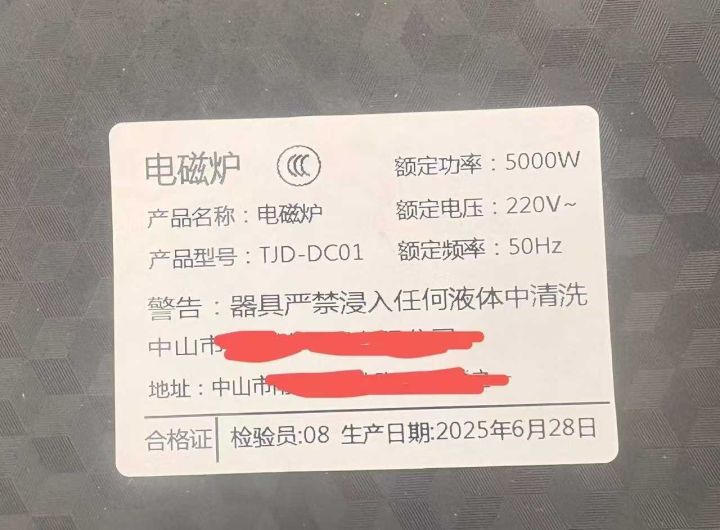 电磁炉
额定功率：5000W
产品名称：电磁炉
额定电压：220V~
产品型号：TJD-DC01
额定频率：50Hz
警告：器具严禁浸入任何液体中清洗
中山市
地址：中山市
合格证 检验员:08 生产日期:2025年6月28日